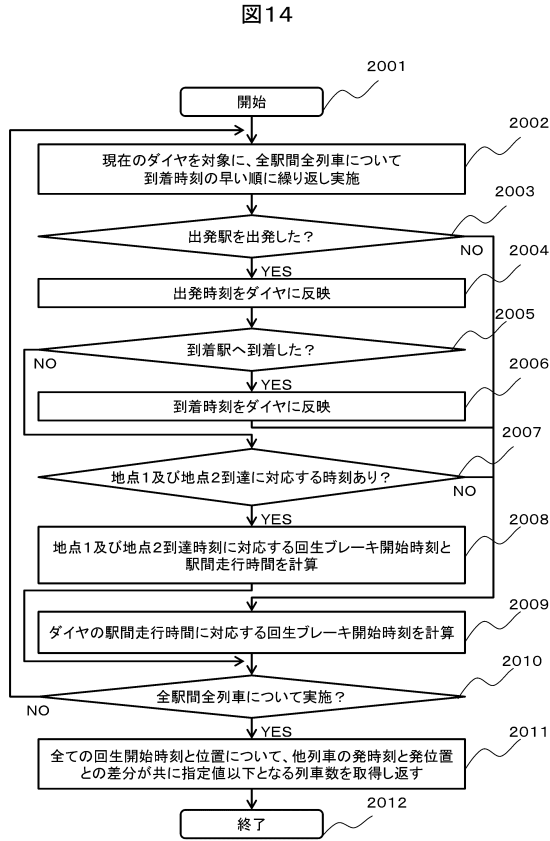 図14
2001
開始
2002
現在のダイヤを対象に、全駅間全列車について
到着時刻の早い順に繰り返し実施
2003
出発駅を出発した？
NO
2004
YES
出発時刻をダイヤに反映
2005
到着駅へ到着した？
NO
YES
2006
到着時刻をダイヤに反映
2007
地点1及び地点2到達に対応する時刻あり？
NO
YES
2008
地点1及び地点2到達時刻に対応する回生ブレーキ開始時刻と
駅間走行時間を計算
2009
ダイヤの駅間走行時間に対応する回生ブレーキ開始時刻を計算
2010
全駅間全列車について実施？
NO
YES
2011
全ての回生開始時刻と位置について、他列車の発時刻と発位置
との差分が共に指定値以下となる列車数を取得し返す
2012
終了